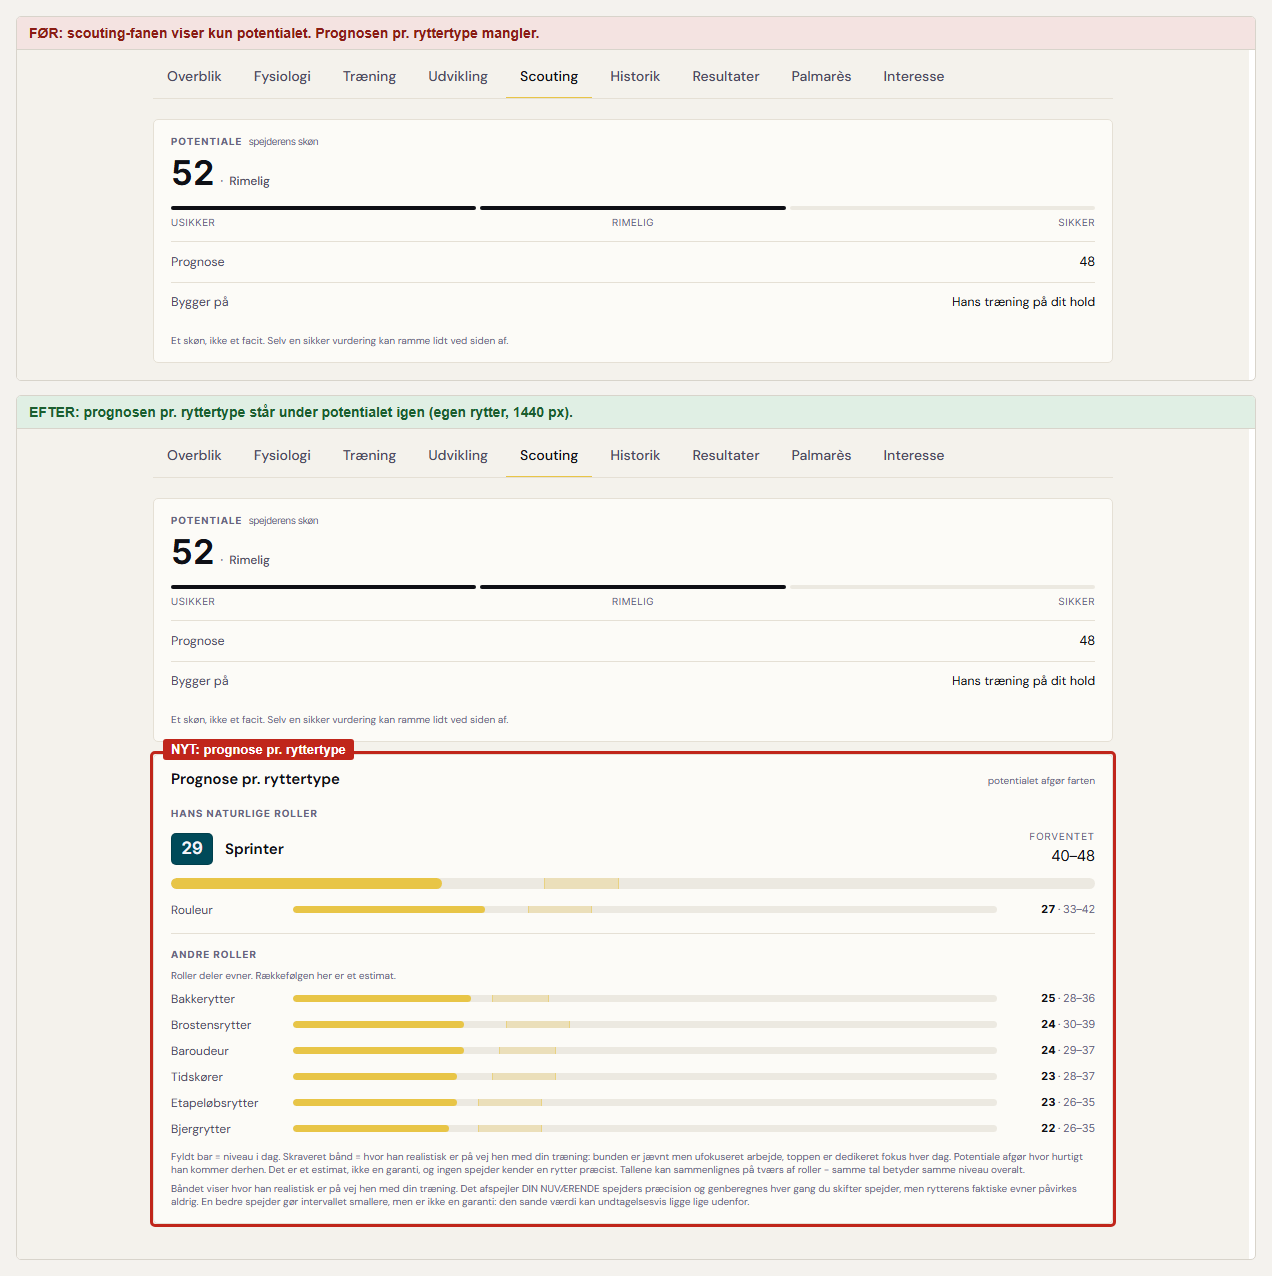 FØR: scouting-fanen viser kun potentialet. Prognosen pr. ryttertype mangler.
Overblik Fysiologi Træning Udvikling Scouting Historik Resultater Palmarès Interesse
POTENTIALE spejderens skøn
52 · Rimelig
USIKKER RIMELIG SIKKER
Prognose 48
Bygger på Hans træning på dit hold
Et skøn, ikke et facit. Selv en sikker vurdering kan ramme lidt ved siden af.
EFTER: prognosen pr. ryttertype står under potentialet igen (egen rytter, 1440 px).
Overblik Fysiologi Træning Udvikling Scouting Historik Resultater Palmarès Interesse
POTENTIALE spejderens skøn
52 · Rimelig
USIKKER RIMELIG SIKKER
Prognose 48
Bygger på Hans træning på dit hold
Et skøn, ikke et facit. Selv en sikker vurdering kan ramme lidt ved siden af.
NYT: prognose pr. ryttertype
Prognose pr. ryttertype potentialet afgør farten
HANS NATURLIGE ROLLER
29 Sprinter FORVENTET
40–48
Rouleur 27 · 33–42
ANDRE ROLLER
Roller deler evner. Rækkefølgen her er et estimat.
Bakkerytter 25 · 28–36
Brostensrytter 24 · 30–39
Baroudeur 24 · 29–37
Tidskører 23 · 28–37
Etapeløbsrytter 23 · 26–35
Bjergrytter 22 · 26–35
Fyldt bar = niveau i dag. Skraveret bånd = hvor han realistisk er på vej hen med din træning: bunden er jævnt men ufokuseret arbejde, toppen er dedikeret fokus hver dag. Potentiale afgør hvor hurtigt
han kommer derhen. Det er et estimat, ikke en garanti, og ingen spejder kender en rytter præcist. Tallene kan sammenlignes på tværs af roller – samme tal betyder samme niveau overalt.
Båndet viser hvor han realistisk er på vej hen med din træning. Det afspejler DIN NUVÆRENDE spejders præcision og genberegnes hver gang du skifter spejder, men rytterens faktiske evner påvirkes
aldrig. En bedre spejder gør intervallet smallere, men er ikke en garanti: den sande værdi kan undtagelsesvis ligge lige udenfor.